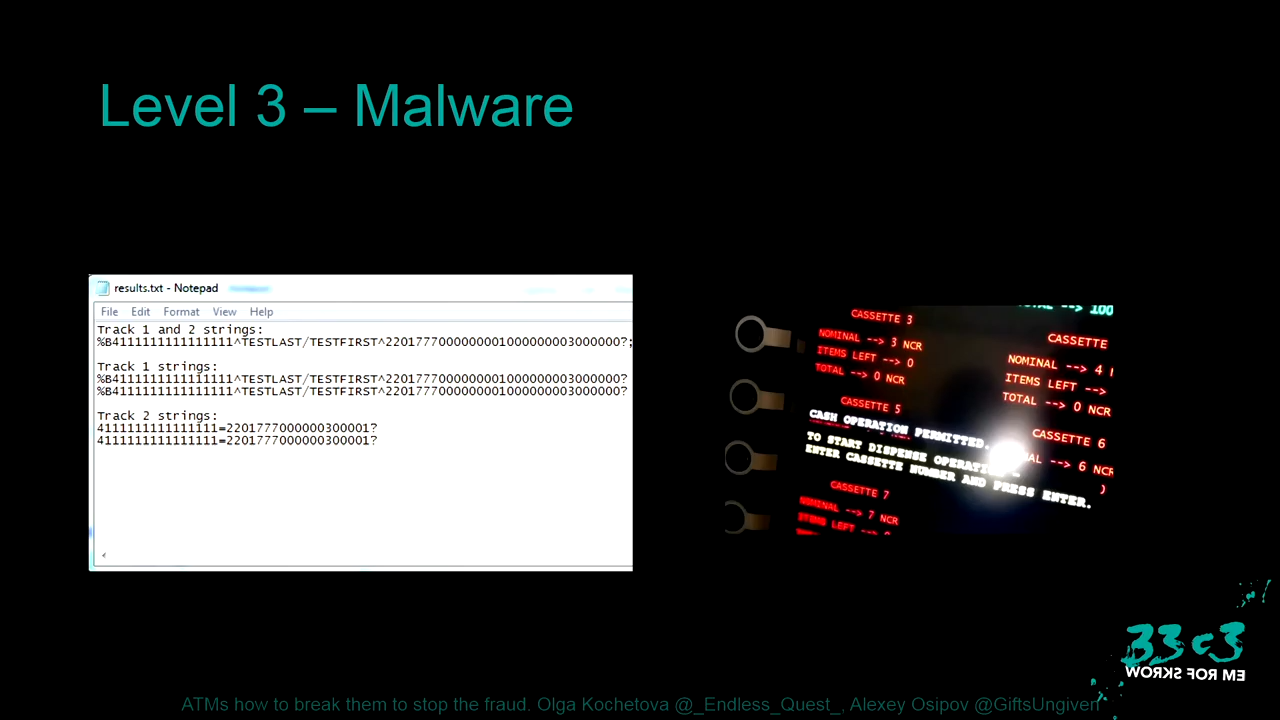 Level 3 – Malware
results.txt - Notepad
File Edit Format View Help
Track 1 and 2 strings:
%B4111111111111111^TESTLAST/TESTFIRST^2201777000000001000000003000000?;
Track 1 strings:
%B4111111111111111^TESTLAST/TESTFIRST^2201777000000001000000003000000?
%B4111111111111111^TESTLAST/TESTFIRST^2201777000000001000000003000000?
Track 2 strings:
4111111111111111=2201777000000300001?
4111111111111111=2201777000000300001?
TOTAL --> 100
CASSETTE 3
NOMINAL --> 3 NCR
ITEMS LEFT --> 0
TOTAL --> 0 NCR
CASSETTE
NOMINAL --> 4
ITEMS LEFT -->
TOTAL --> 0 NCR
CASSETTE 5
CASH OPERATION PERMITTED.
TO START DISPENSE OPERATION -
ENTER CASSETTE NUMBER AND PRESS ENTER.
CASSETTE 6
--> 6 NCR
CASSETTE 7
NOMINAL --> 7 NCR
ITEMS LEFT --> 0
33c3
WORKS FOR ME
ATMs how to break them to stop the fraud. Olga Kochetova @_Endless_Quest_, Alexey Osipov @GiftsUngiven